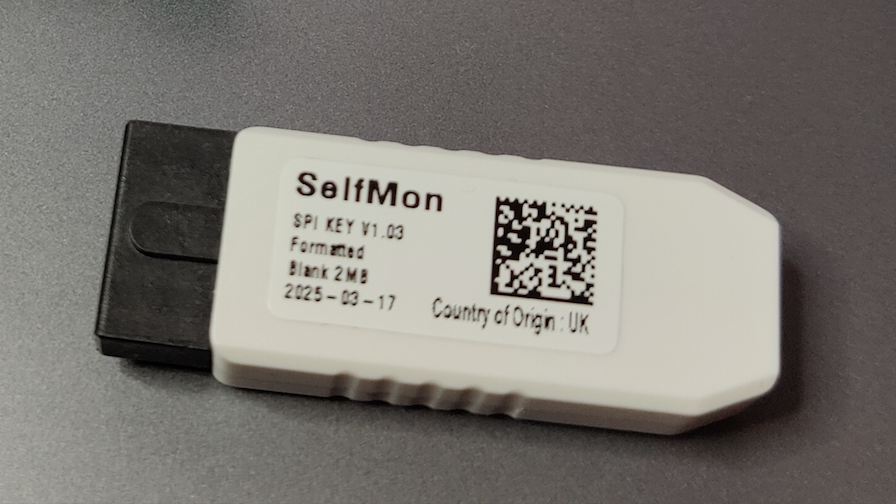 SelfMon
SPI KEY V1.03
Formatted
Blank 2MB
2025-03-17
Country of Origin : UK